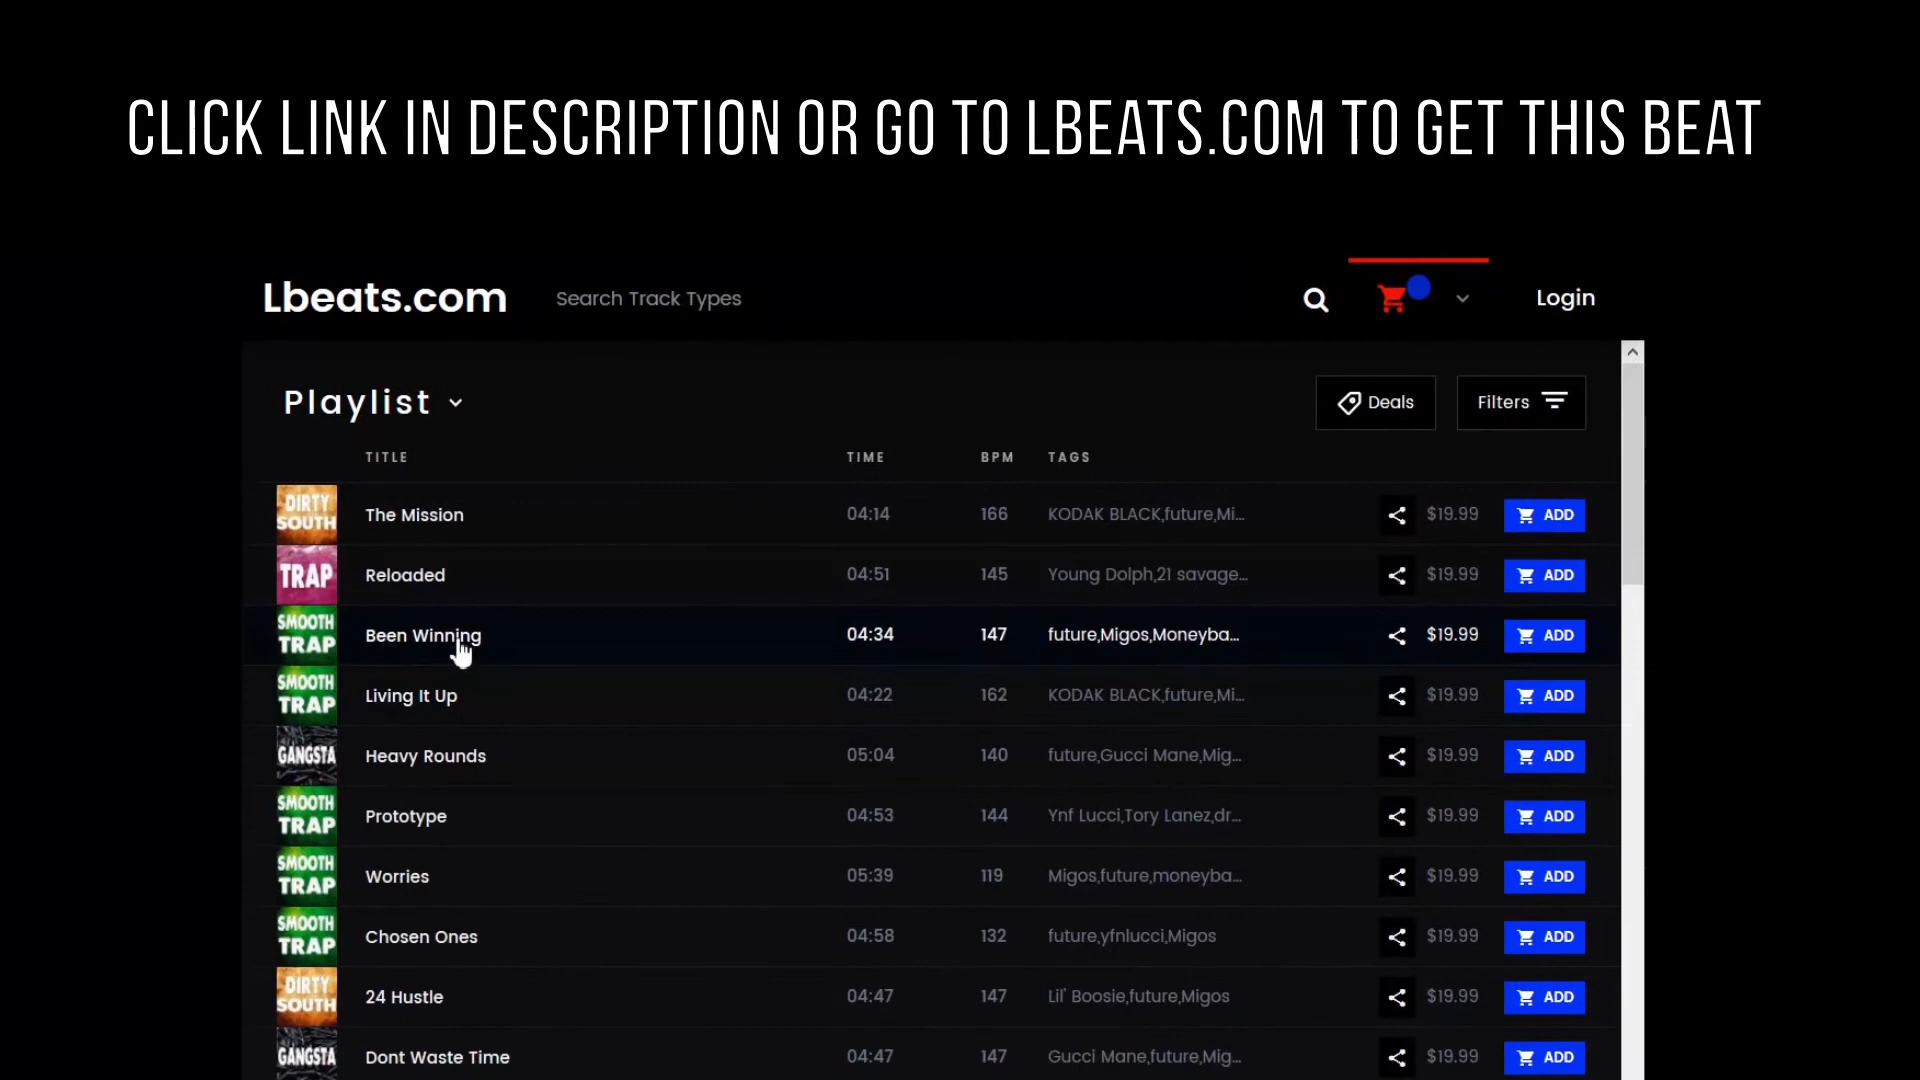 CLICK LINK IN DESCRIPTION OR GO TO LBEATS.COM TO GET THIS BEAT
Lbeats.com Search Track Types Login
Playlist Deals Filters
TITLE TIME BPM TAGS
DIRTY SOUTH The Mission 04:14 166 KODAK BLACK,future,Mi... $19.99 ADD
TRAP Reloaded 04:51 145 Young Dolph,21 savage... $19.99 ADD
SMOOTH TRAP Been Winning 04:34 147 future,Migos,Moneyba... $19.99 ADD
SMOOTH TRAP Living It Up 04:22 162 KODAK BLACK,future,Mi... $19.99 ADD
GANGSTA Heavy Rounds 05:04 140 future,Gucci Mane,Mig... $19.99 ADD
SMOOTH TRAP Prototype 04:53 144 Ynf Lucci,Tory Lanez,dr... $19.99 ADD
SMOOTH TRAP Worries 05:39 119 Migos,future,moneyba... $19.99 ADD
SMOOTH TRAP Chosen Ones 04:58 132 future,yfnlucci,Migos $19.99 ADD
DIRTY SOUTH 24 Hustle 04:47 147 Lil' Boosie,future,Migos $19.99 ADD
GANGSTA Dont Waste Time 04:47 147 Gucci Mane,future,Mig... $19.99 ADD